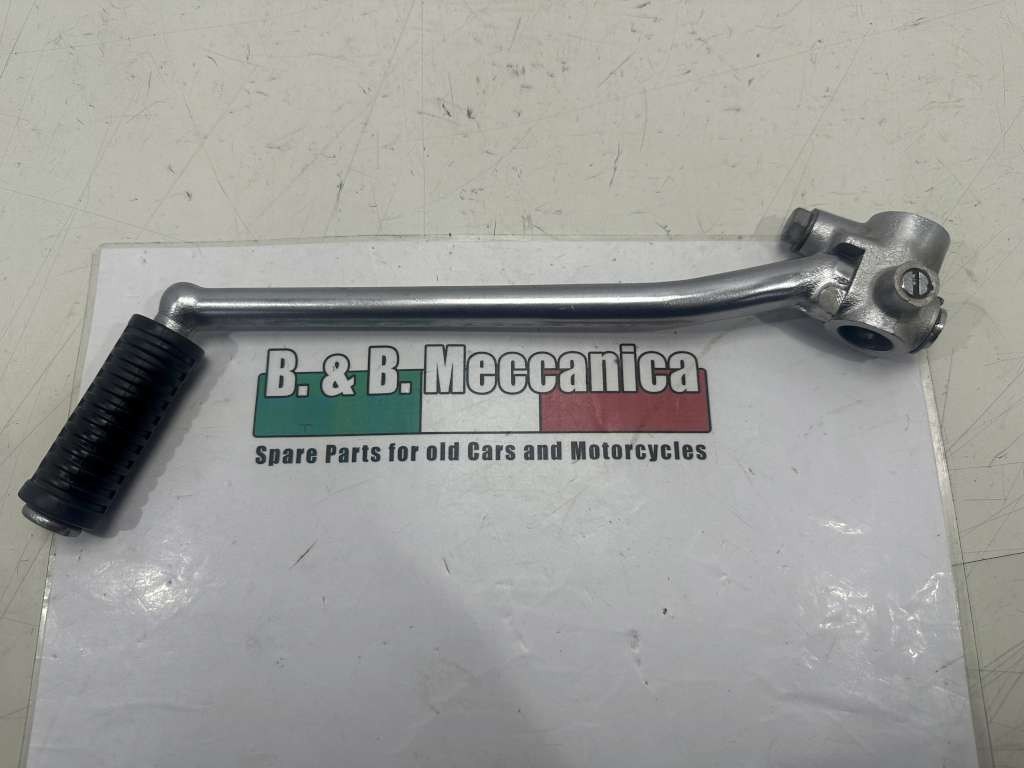 B. & B. Meccanica
Spare Parts for old Cars and Motorcycles